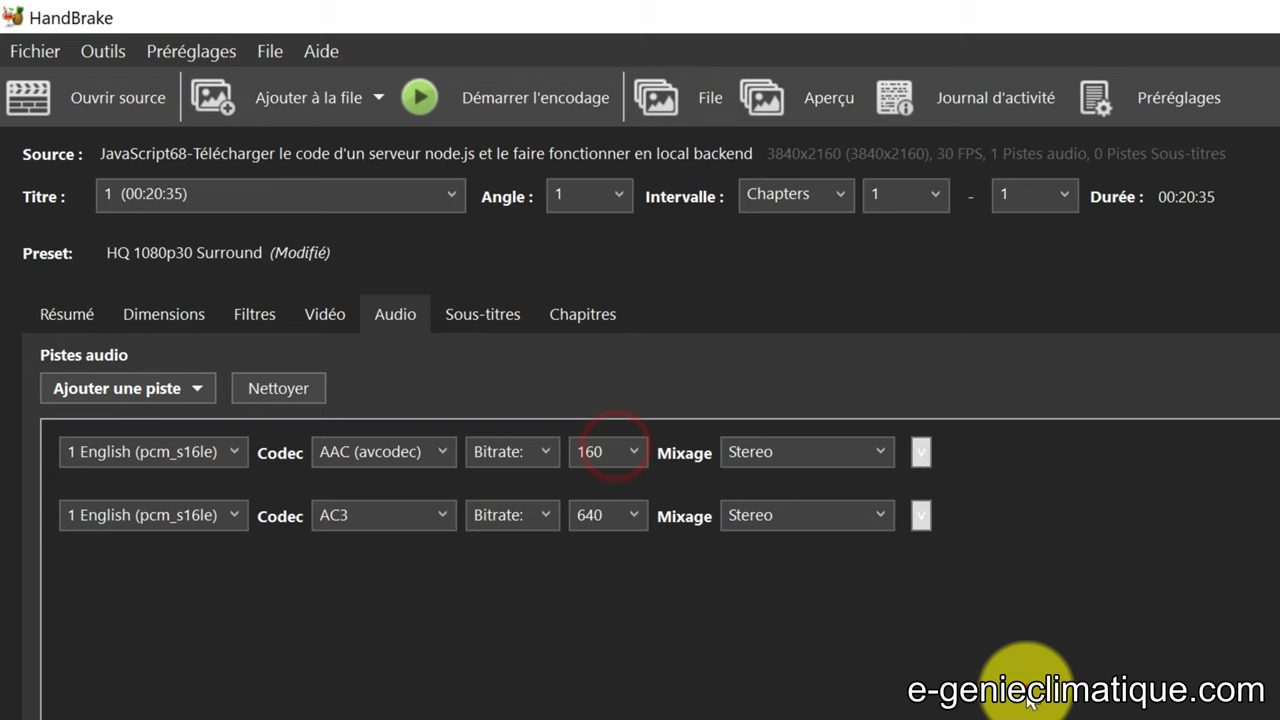 HandBrake
Fichier Outils Préréglages File Aide
Ouvrir source Ajouter à la file Démarrer l'encodage File Aperçu Journal d'activité Préréglages
Source : JavaScript68-Télécharger le code d'un serveur node.js et le faire fonctionner en local backend 3840x2160 (3840x2160), 30 FPS, 1 Pistes audio, 0 Pistes Sous-titres
Titre : 1 (00:20:35) Angle : 1 Intervalle : Chapters 1 - 1 Durée : 00:20:35
Preset: HQ 1080p30 Surround (Modifié)
Résumé Dimensions Filtres Vidéo Audio Sous-titres Chapitres
Pistes audio
Ajouter une piste Nettoyer
1 English (pcm_s16le) Codec AAC (avcodec) Bitrate: 160 Mixage Stereo v
1 English (pcm_s16le) Codec AC3 Bitrate: 640 Mixage Stereo v
e-genieclimatique.com